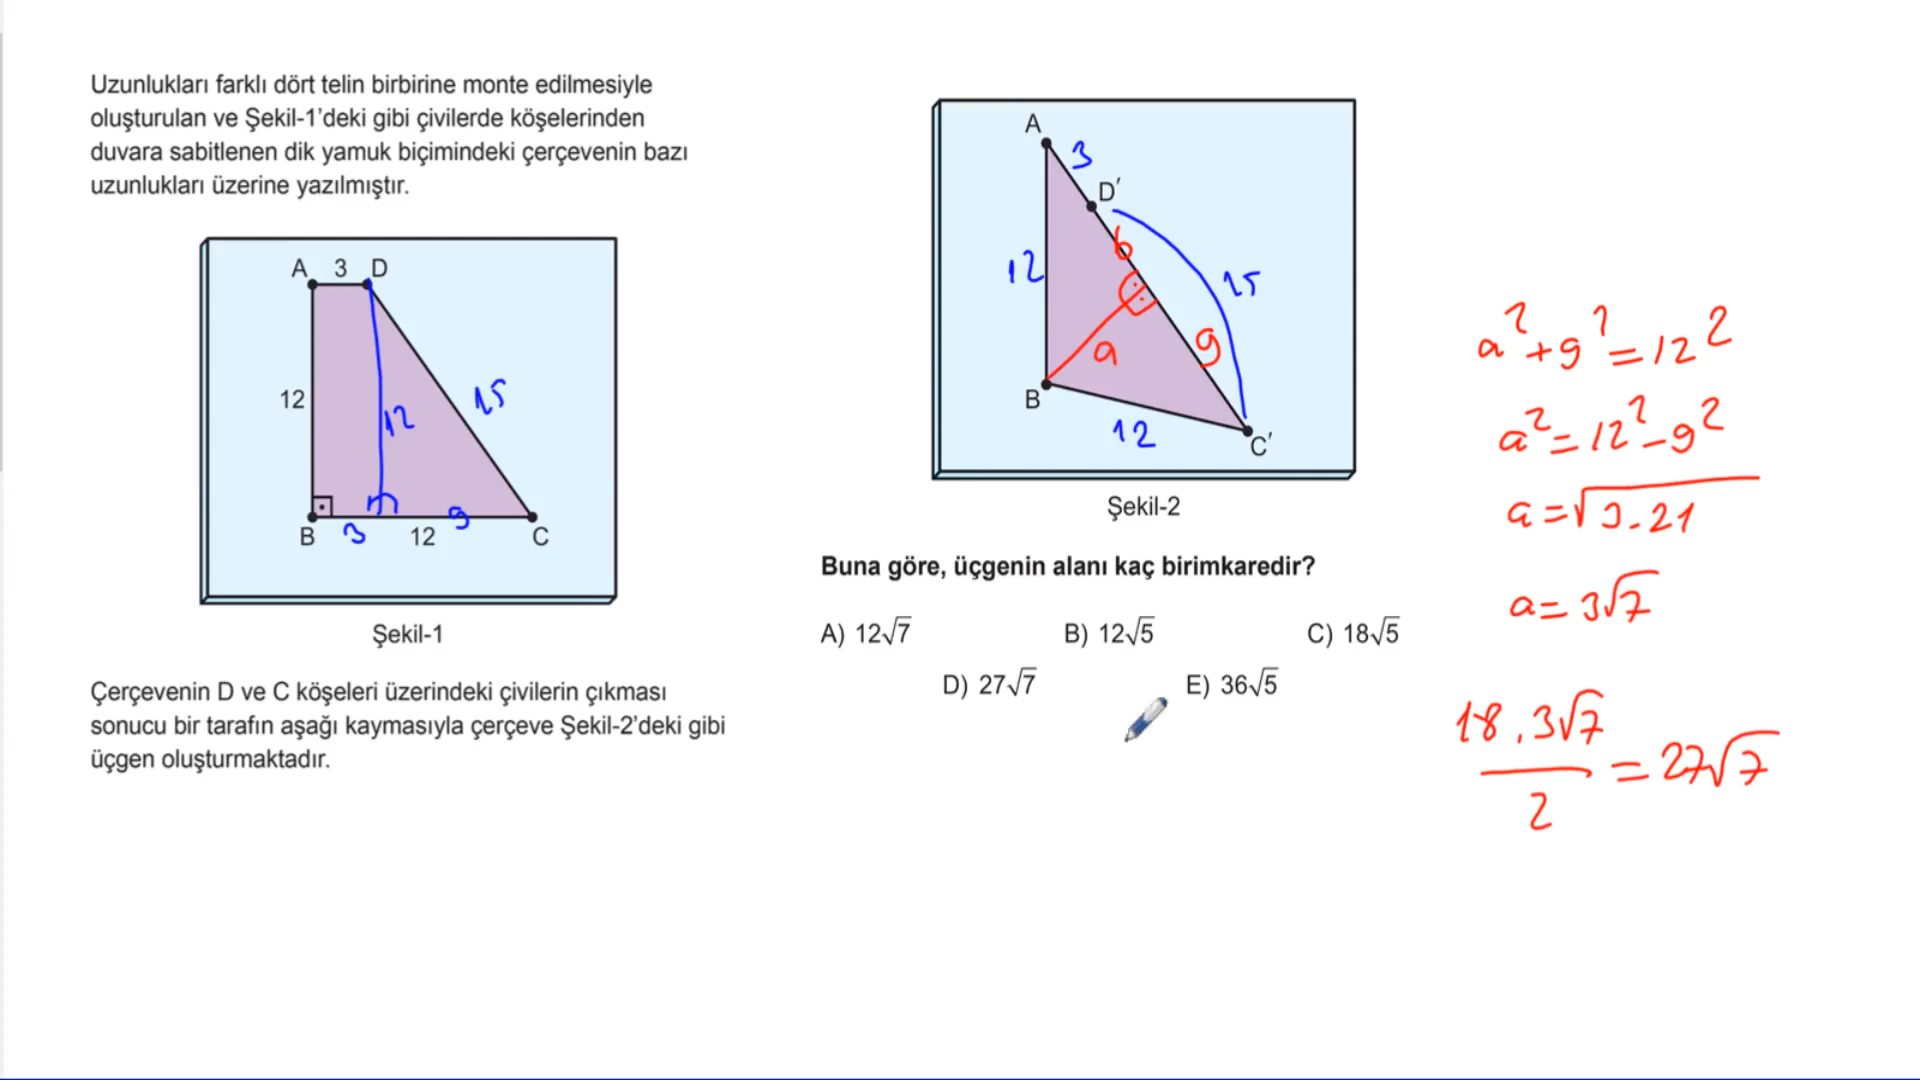 Uzunlukları farklı dört telin birbirine monte edilmesiyle
oluşturulan ve Şekil-1'deki gibi çivilerde köşelerinden
duvara sabitlenen dik yamuk biçimindeki çerçevenin bazı
uzunlukları üzerine yazılmıştır.
A 3 D
12
12
15
B 3 12 9 C
Şekil-1
Çerçevenin D ve C köşeleri üzerindeki çivilerin çıkması
sonucu bir tarafın aşağı kaymasıyla çerçeve Şekil-2'deki gibi
üçgen oluşturmaktadır.
A
3
D'
6
12
15
a
9
B
12
C'
Şekil-2
Buna göre, üçgenin alanı kaç birimkaredir?
A) 12√7 B) 12√5 C) 18√5
D) 27√7 E) 36√5
a²+9²=12²
a²=12²-9²
a=√3.21
a=3√7
18.3√7
2
=27√7